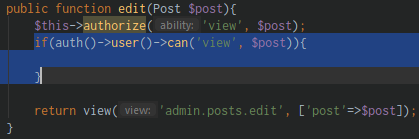 public function edit(Post $post){
$this->authorize( ability: 'view', $post);
if(auth()->user()->can('view', $post)){
}
return view( view: 'admin.posts.edit', ['post'=>$post]);
}